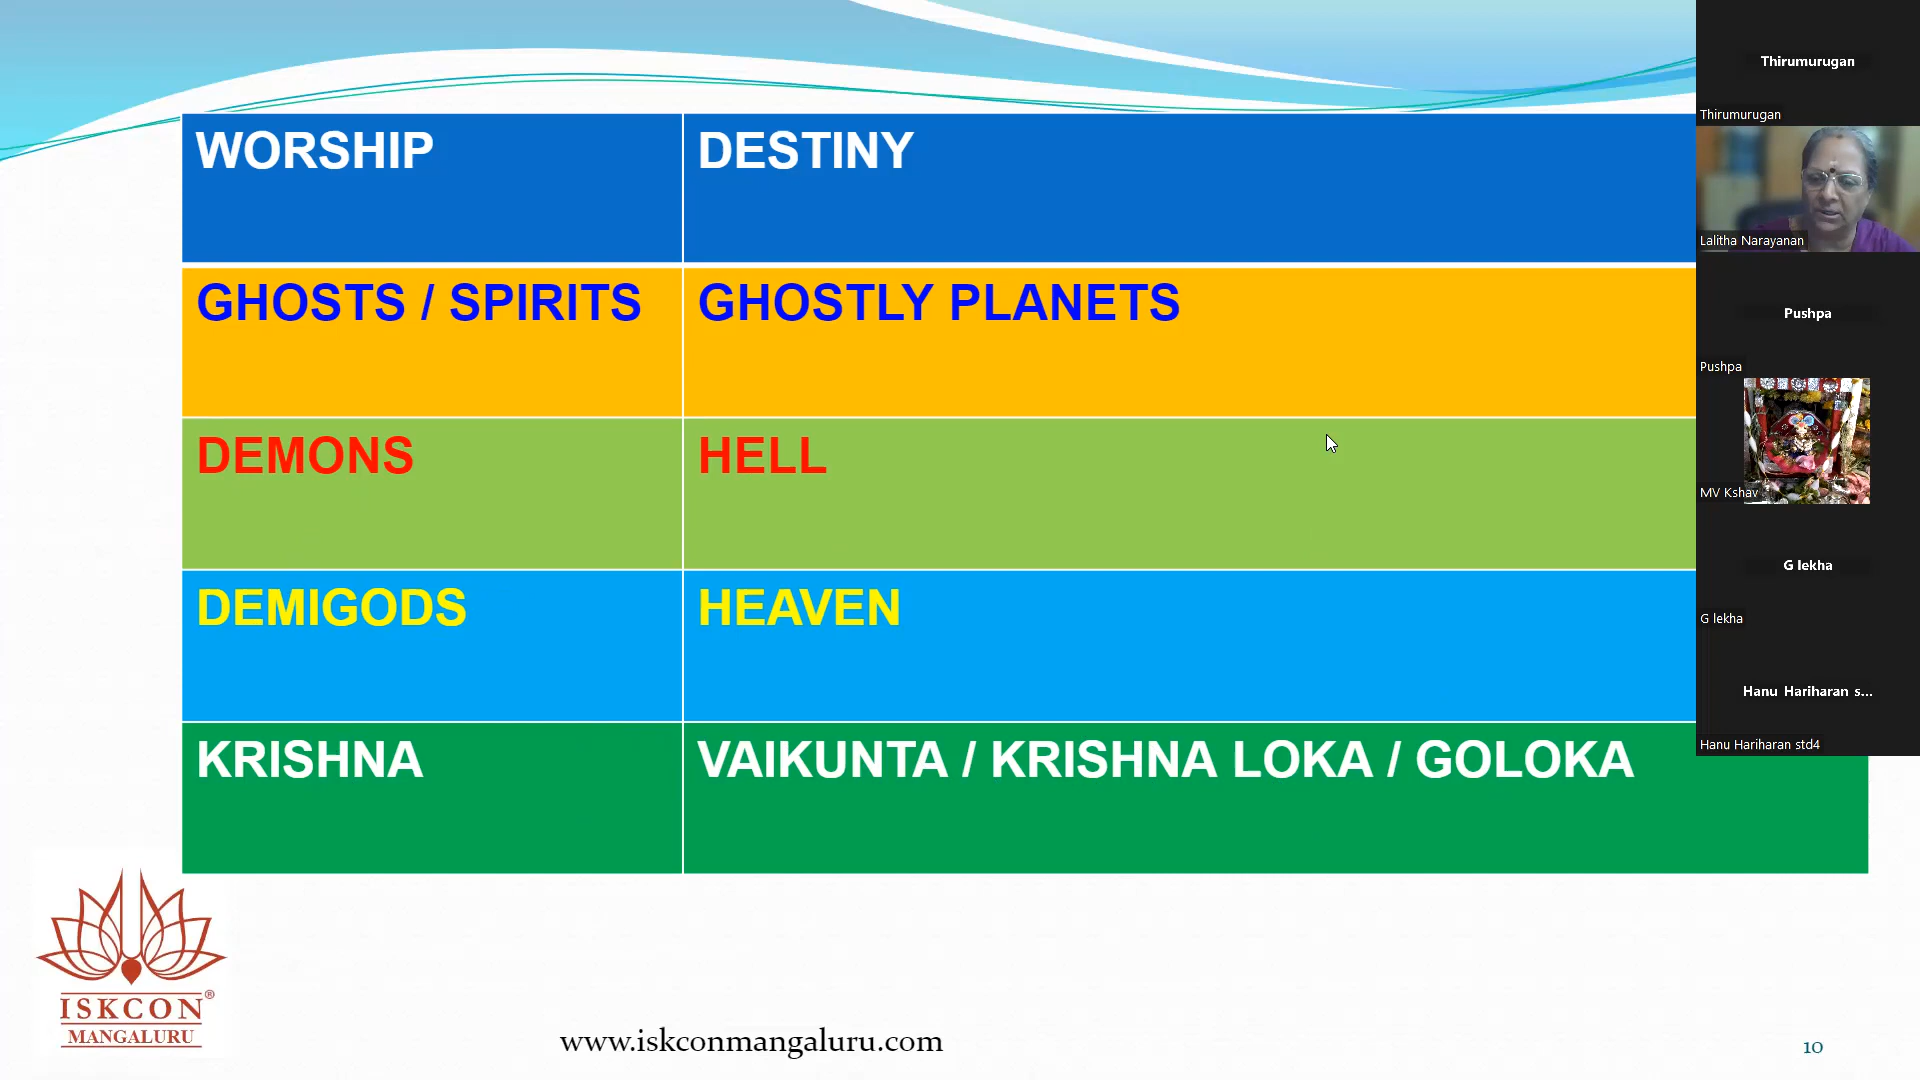 WORSHIP DESTINY
GHOSTS / SPIRITS GHOSTLY PLANETS
DEMONS HELL
DEMIGODS HEAVEN
KRISHNA VAIKUNTA / KRISHNA LOKA / GOLOKA
ISKCON®
MANGALURU
www.iskconmangaluru.com
10
Thirumurugan
Thirumurugan
Lalitha Narayanan
Pushpa
Pushpa
MV Kshav
G lekha
G lekha
Hanu Hariharan s...
Hanu Hariharan std4